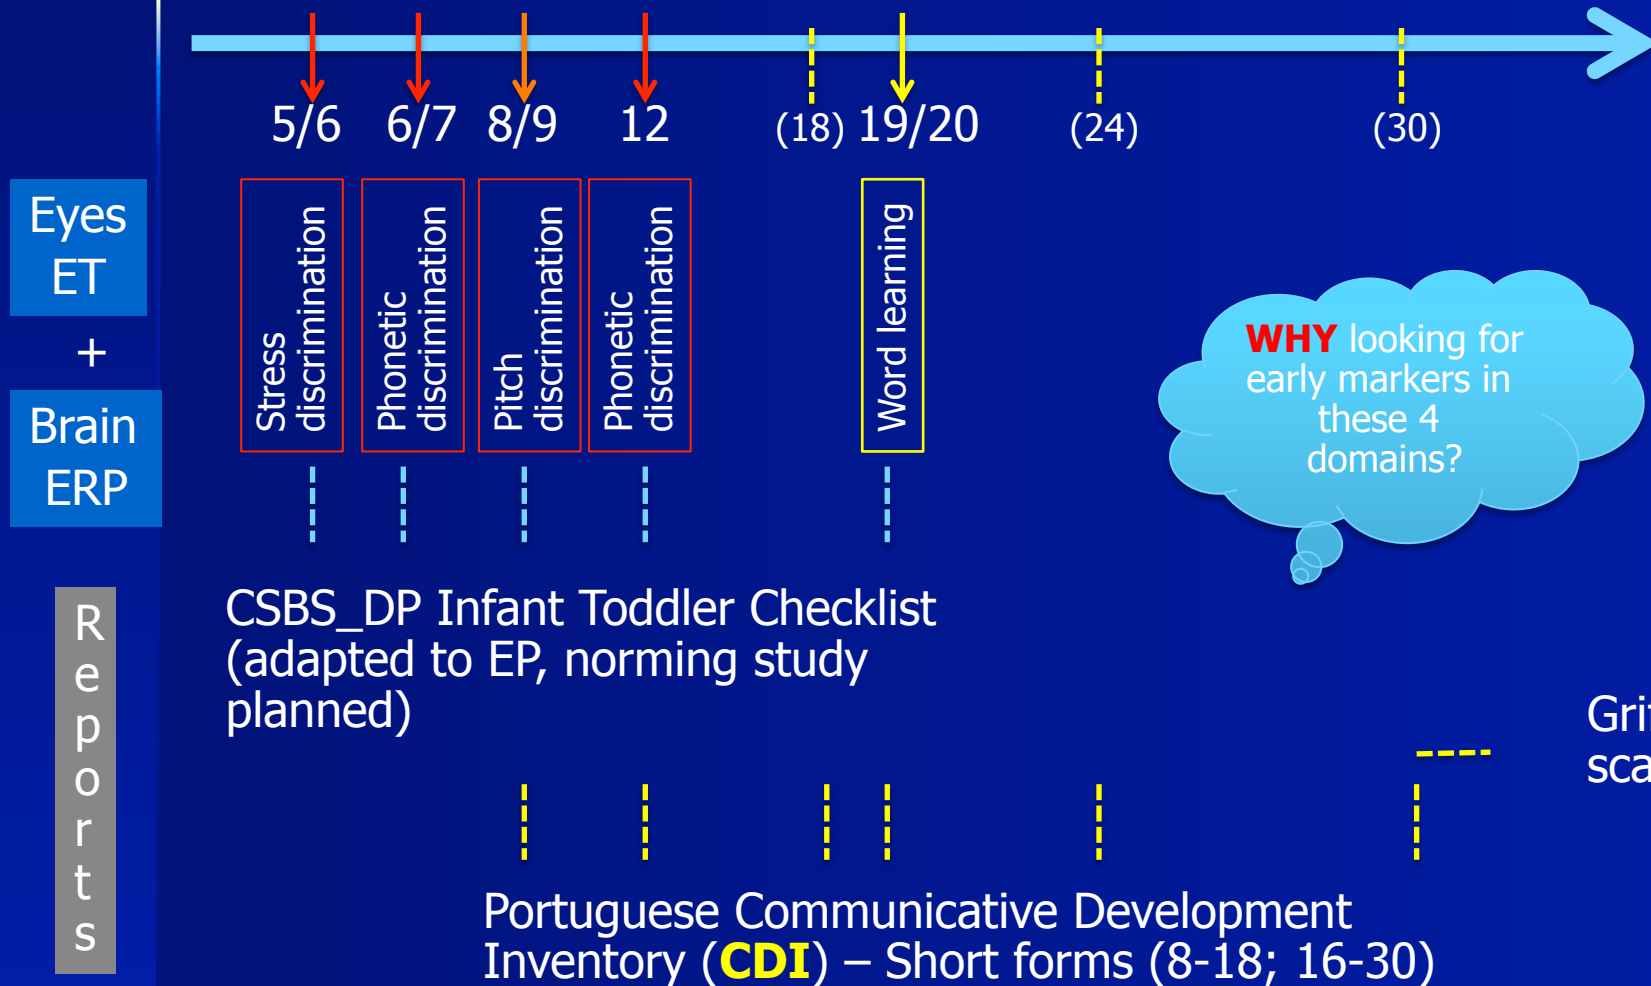 5/6 6/7 8/9 12 (18) 19/20 (24) (30)
Eyes
ET
+
Brain
ERP
Stress
discrimination
Phonetic
discrimination
Pitch
discrimination
Phonetic
discrimination
Word learning
WHY looking for
early markers in
these 4
domains?
Reports
CSBS_DP Infant Toddler Checklist
(adapted to EP, norming study
planned)
Portuguese Communicative Development
Inventory (CDI) – Short forms (8-18; 16-30)